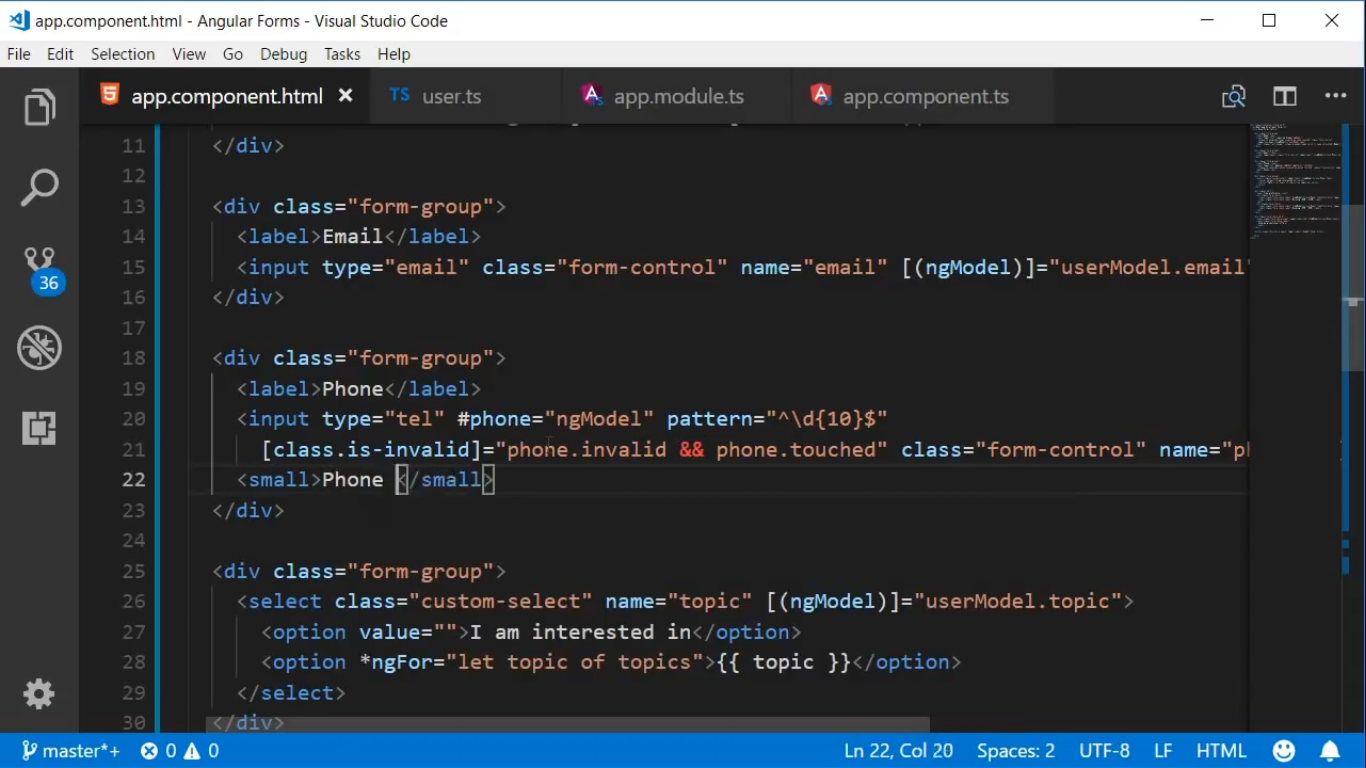 app.component.html - Angular Forms - Visual Studio Code
File Edit Selection View Go Debug Tasks Help
app.component.html TS user.ts app.module.ts app.component.ts
11 </div>
12
13 <div class="form-group">
14 <label>Email</label>
15 <input type="email" class="form-control" name="email" [(ngModel)]="userModel.email"
16 </div>
17
18 <div class="form-group">
19 <label>Phone</label>
20 <input type="tel" #phone="ngModel" pattern="^\d{10}$"
21 [class.is-invalid]="phone.invalid && phone.touched" class="form-control" name="ph
22 <small>Phone </small>
23 </div>
24
25 <div class="form-group">
26 <select class="custom-select" name="topic" [(ngModel)]="userModel.topic">
27 <option value="">I am interested in</option>
28 <option *ngFor="let topic of topics">{{ topic }}</option>
29 </select>
30 </div>
36
master*+ 0 0 Ln 22, Col 20 Spaces: 2 UTF-8 LF HTML